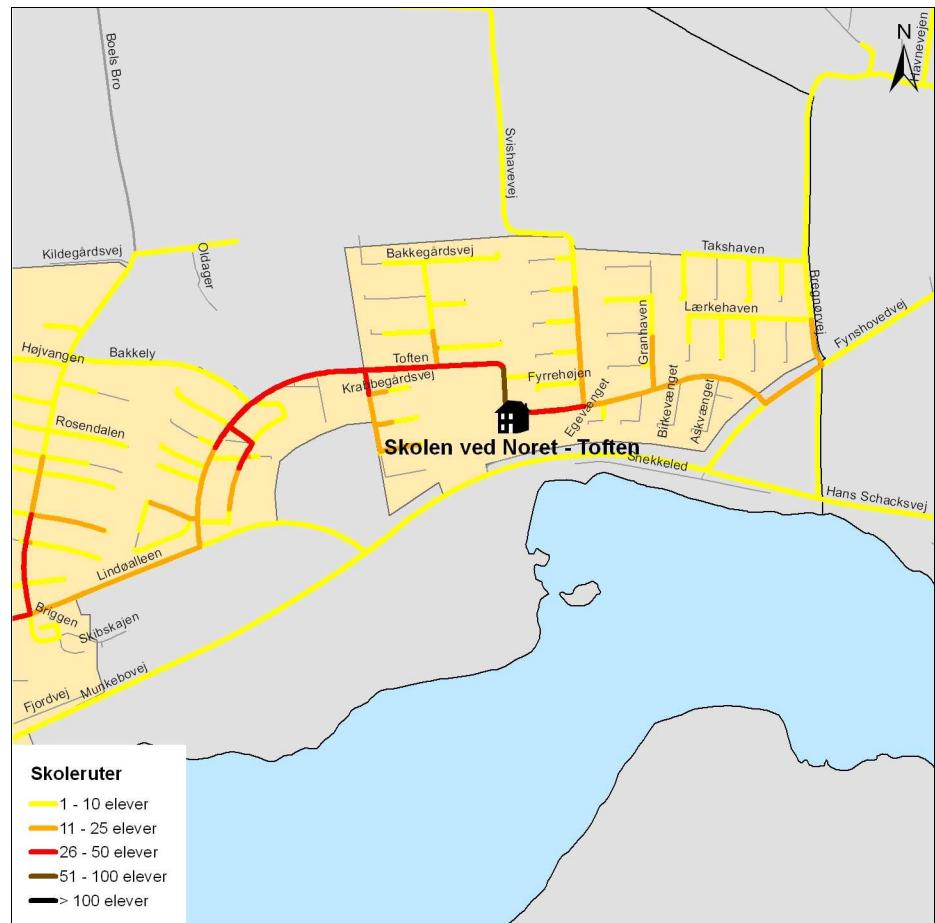 Boels Bro
Havnevejen
N
Svishavevej
Kildegårdsvej
Oldager
Bakkegårdsvej
Takshaven
Bregnørvej
Lærkehaven
Fynshovedvej
Granhaven
Højvangen
Bakkely
Toften
Krabbegårdsvej
Fyrrehøjen
Egevænget
Birkevænget
Askvænget
Rosendalen
Skolen ved Noret - Toften
Snekkeled
Hans Schacksvej
Lindøalleen
Briggen
Skibskajen
Fjordvej
Munkebovej
Skoleruter
1 - 10 elever
11 - 25 elever
26 - 50 elever
51 - 100 elever
> 100 elever